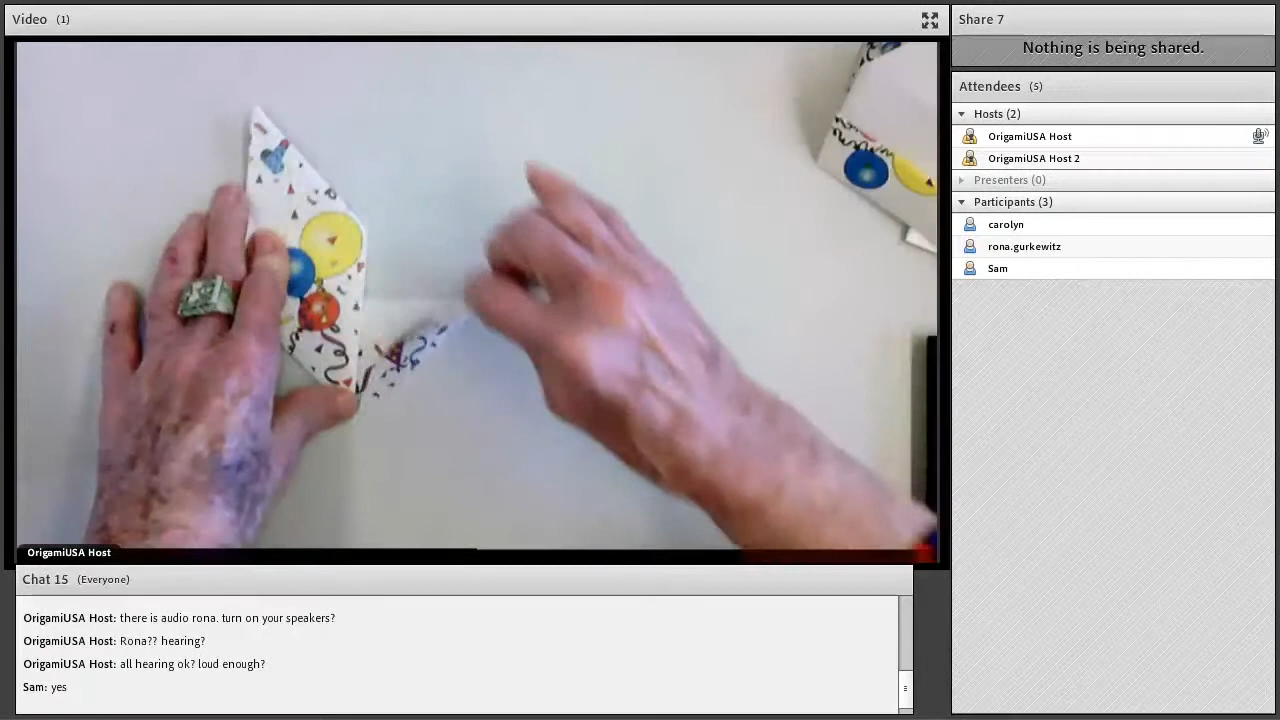 Video (1)
OrigamiUSA Host
Chat 15 (Everyone)
OrigamiUSA Host: there is audio rona. turn on your speakers?
OrigamiUSA Host: Rona?? hearing?
OrigamiUSA Host: all hearing ok? loud enough?
Sam: yes
Share 7
Nothing is being shared.
Attendees (5)
Hosts (2)
OrigamiUSA Host
OrigamiUSA Host 2
Presenters (0)
Participants (3)
carolyn
rona.gurkewitz
Sam